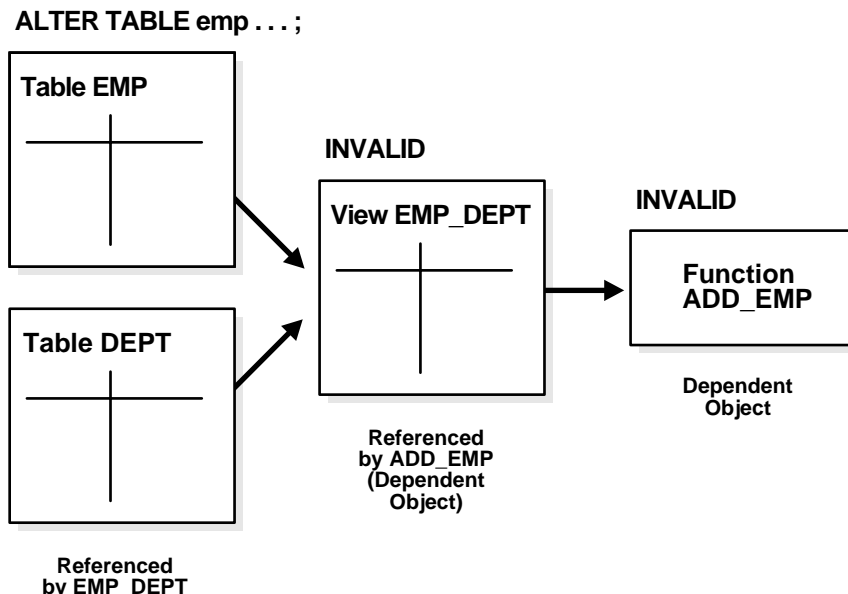 ALTER TABLE emp . . . ;
Table EMP
INVALID
View EMP_DEPT
INVALID
Function
ADD_EMP
Table DEPT
Dependent
Object
Referenced
by ADD_EMP
(Dependent
Object)
Referenced
by EMP_DEPT